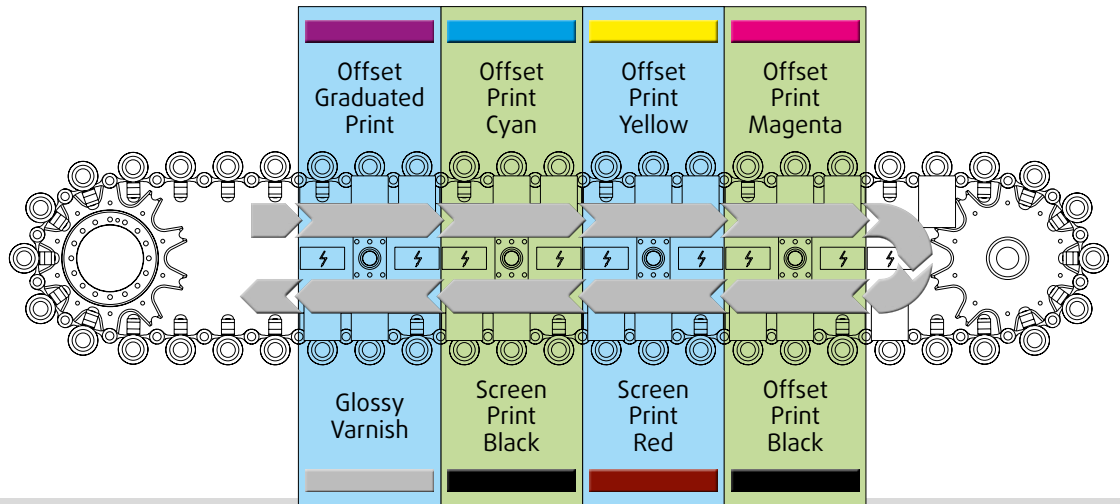 Offset
Graduated
Print
Offset
Print
Cyan
Offset
Print
Yellow
Offset
Print
Magenta
Glossy
Varnish
Screen
Print
Black
Screen
Print
Red
Offset
Print
Black